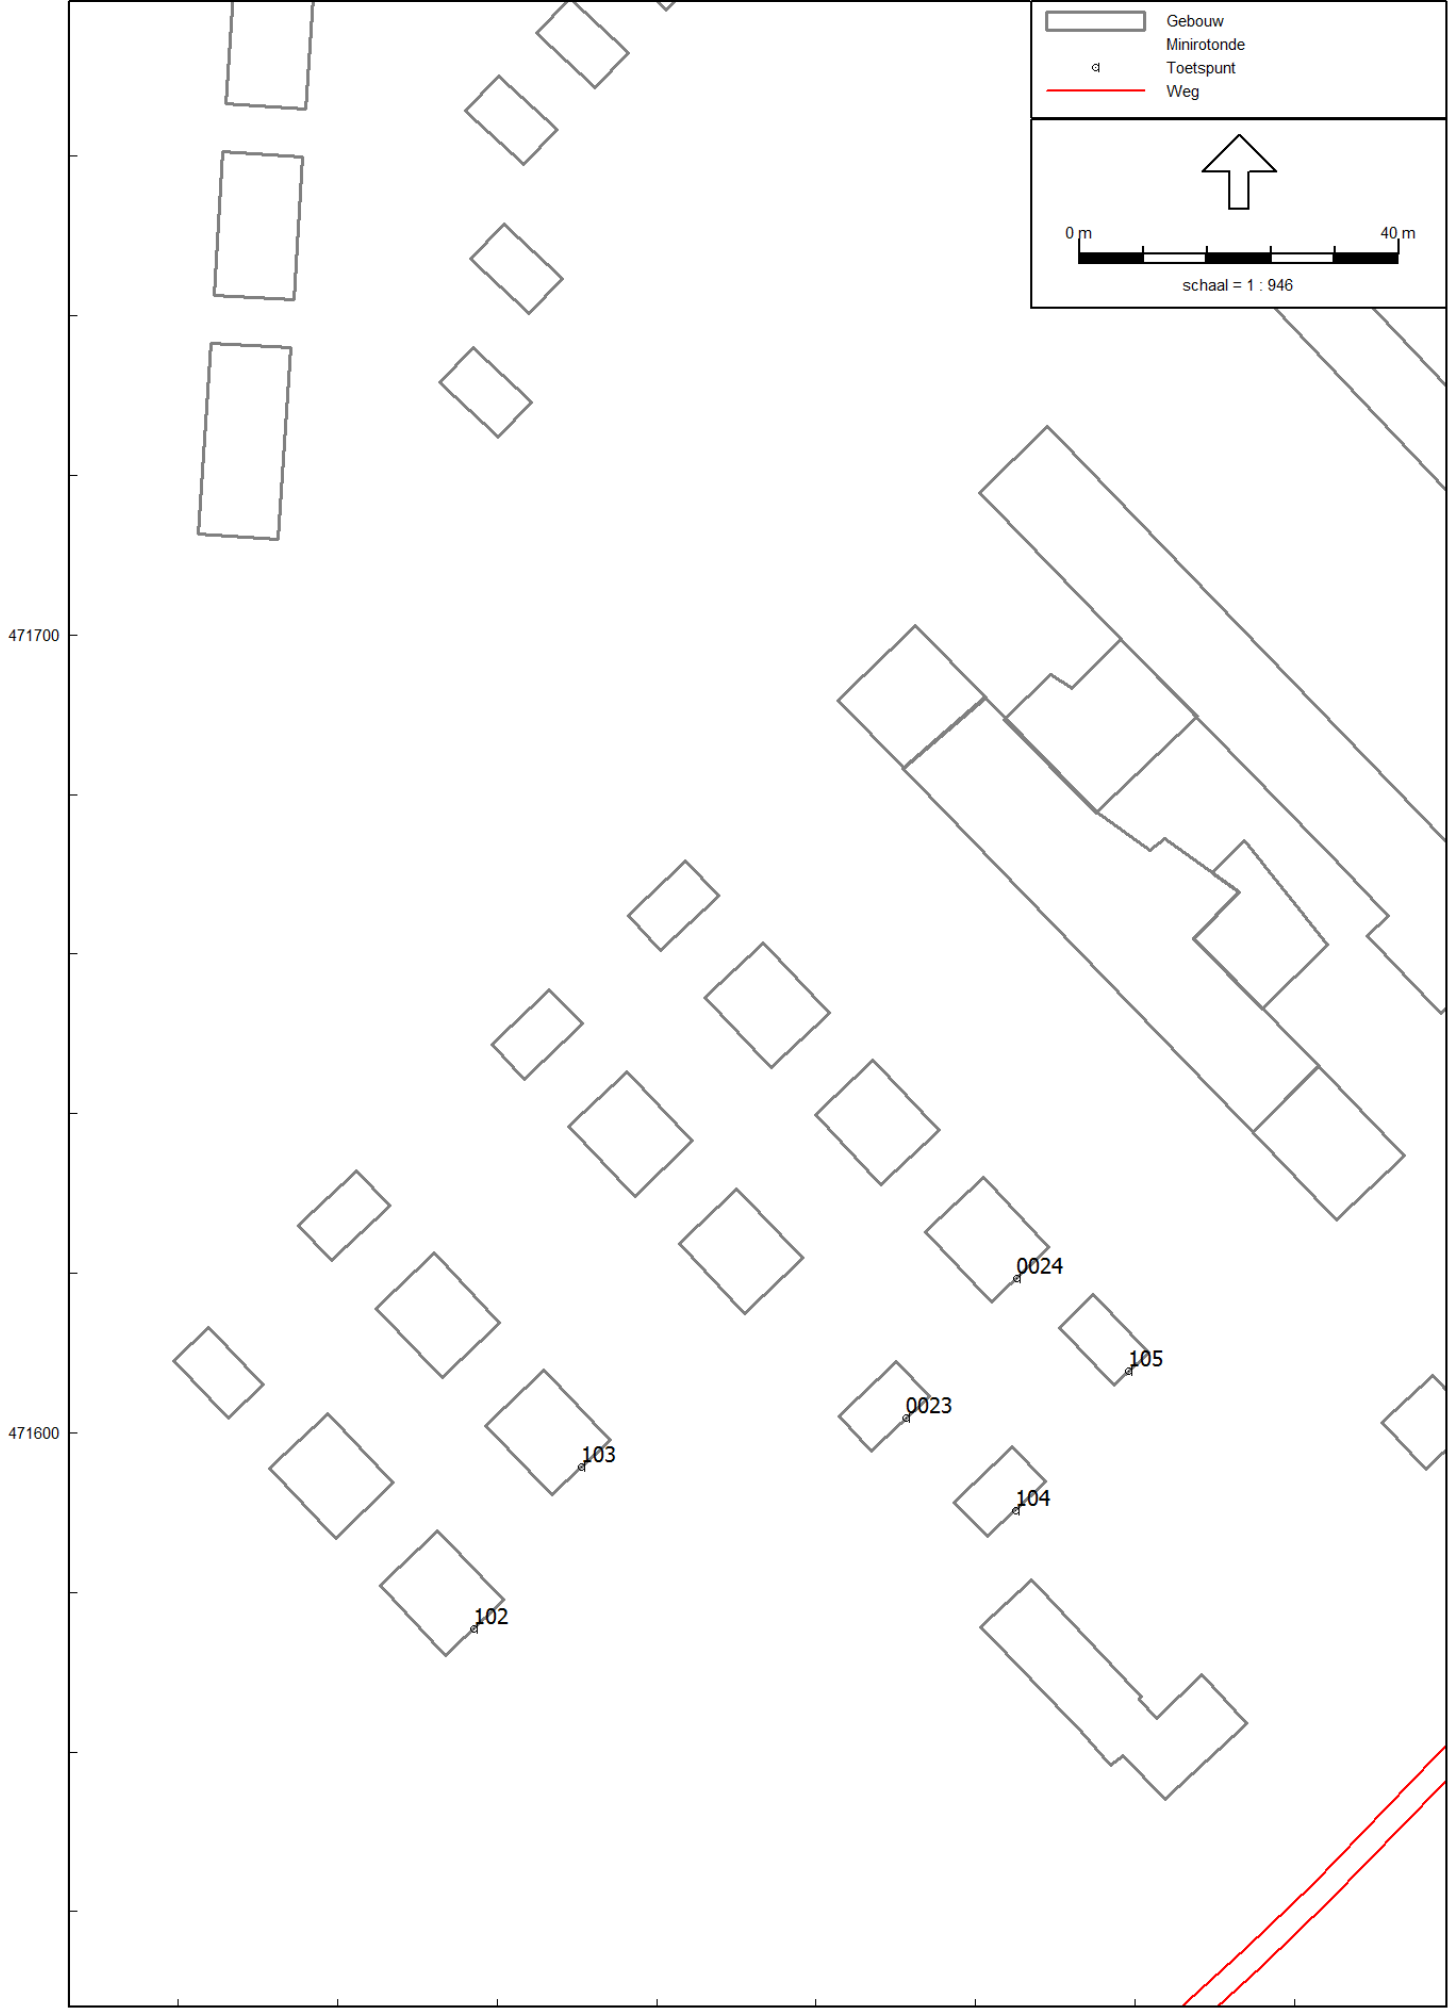 Gebouw
Minirotonde
Toetspunt
Weg
0 m 40 m
schaal = 1 : 946
471700
0024
105
0023
471600
103
104
102